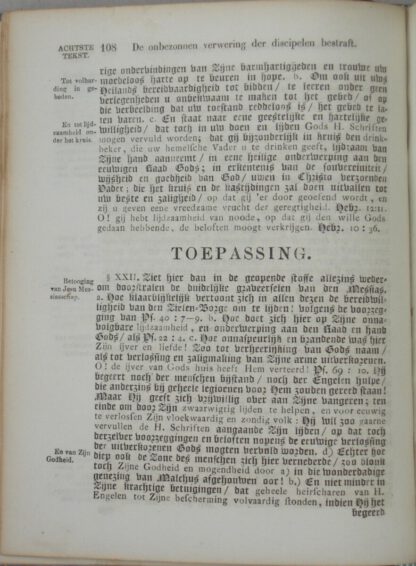 ACHTSTE TEKST.
108 De onbezonnen verwering der discipelen bestraft.
rige ondervindingen van Zijne barmhartigheden en trouwe uw
moedeloos harte op te beuren in hope. b. Om ook uit uws
Tot volhar-
ding in ge-
beden.
Heilands bereidvaardigheid tot bidden/ te leeren onder geen
verlegenheden u onbekwaam te maken tot het gebed/ of op
die verbeelding dat uw toestand reddeloos is/ het gebed te la-
ten varen. c. En staat naar eene geestelijke en hartelijke ge-
En tot lijd-
zaamheid on-
der het kruis.
willigheid/ dat toch in uw doen en lijden Gods H. Schriften
mogen vervuld worden; dat gij bijzonderlijk in kruis den drink-
beker, die uw hemelsche Vader u te drinken geeft, lijdzaam van
Zijne hand aanneemt/ in eene heilige onderwerping aan den
eeuwigen Raad Gods; in erkentenis van de souvereiniteit/
wijsheid en goedheid van God/ uwen in Christo verzoenden
Vader; die het kruis en de kastijdingen zal doen uitvallen tot
uw beste en zaligheid/ op dat gij 'er door geoefend wordt, en
zij u geven eene vreedzame vrucht der geregtigheid. Hebr. 12:11.
O! gij hebt lijdzaamheid van noode, op dat gij den wille Gods
gedaan hebbende, de beloften moogt verkrijgen. Hebr. 10:36.
TOEPASSING.
Betooging
van Jezus Mes-
siasschap.
§ XXII. Ziet hier dan in de geopende stoffe allezins weder-
om doorstralen de duidelijke graveerselen van den Messias.
a. Hoe klaarblijkelijk vertoont zich in allen dezen de bereidwil-
ligheid van den Zielen-Borge om te lijden! volgens de voorzeg-
ging van Ps. 40:7-9. b. Hoe dort zich hier op Zijne onna-
volgbare lijdzaamheid, en onderwerping aan den Raad en hand
Gods/ als Ps. 22:4. c. Hoe onnaspeurlijk en brandende was hier
Zijn ijver en liefde! Zoo tot verheerlijking van Gods naam/
als tot verlossing en zaligmaking van Zijne arme uitverkorenen.
O! de ijver van Gods huis heeft Hem verteerd! Ps. 69:10. Hij
begeert noch der menschen bijstand/ noch der Engelen hulpe/
die anderzins bij geheele legioenen voor Hem zouden gereed staan!
Maar Hij geeft zich vrijwillig over aan Zijne vangeren; ten
einde om door Zijn zwaarwigtig lijden te helpen, en voor eeuwig
te verlossen Zijn vloekwaardig en zondig volk: Hij wil zoo gaarne
vervullen de H. Schriften aangaande Zijn lijden/ op dat toch
derzelver voorzeggingen en beloften nopens de eeuwige verlossing
der uitverkorenen Gods mogten vervuld worden. d) Echter hoe
En van Zijn
Godheid.
diep ook de Zone des menschen zich hier vernederde/ zoo blonk
toch Zijne Godheid en mogendheid door a) in die wonderdadige
genezing van Malchus afgehouwen oor! b.) En niet minder in
Zijne krachtige betuigingen/ dat geheele heirscharen van H.
Engelen tot Zijne bescherming volvaardig stonden, indien Hij het
begeerd